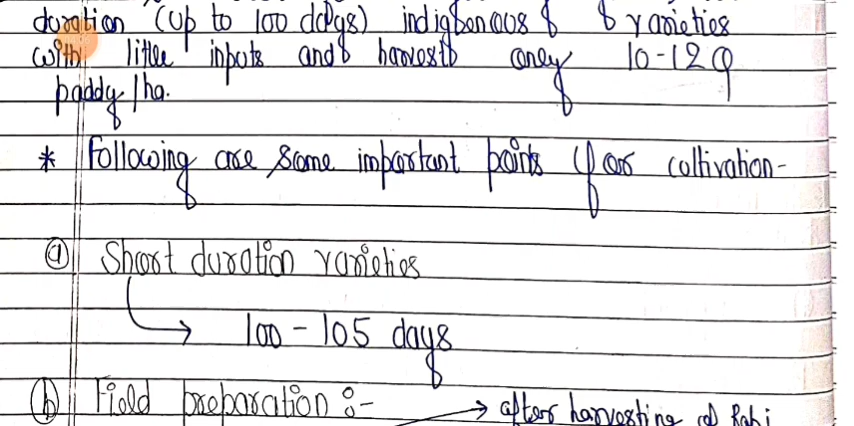 duration (up to 100 days) indigenous varieties
with little inputs and harvest only 10-12 q
paddy/ha.
* Following are some important points for cultivation-
(a) Short duration varieties
→ 100-105 days
(b) Field preparation :- → after harvesting of Rabi